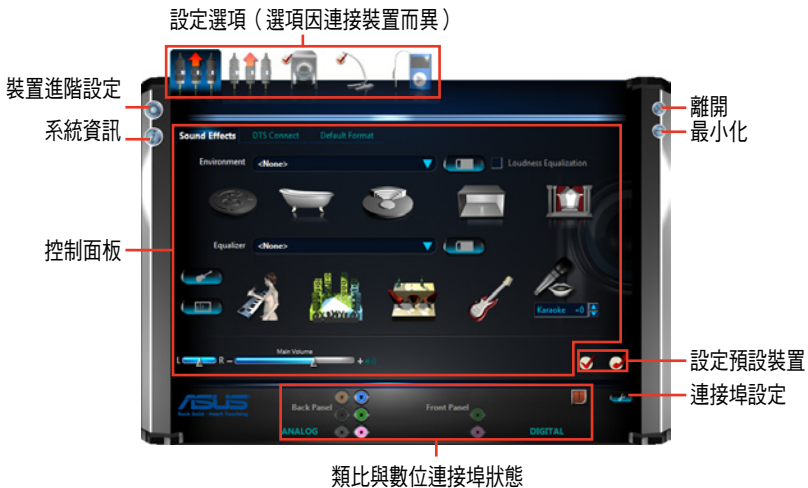 設定選項（選項因連接裝置而異）
裝置進階設定
系統資訊
離開
最小化
Sound Effects DTS Connect Default Format
Environment <None> Loudness Equalization
控制面板
Equalizer <None>
Karaoke +0
Main Volume
L R - +
設定預設裝置
連接埠設定
ASUS
Rock Solid · Heart Touching
Back Panel Front Panel
ANALOG DIGITAL
類比與數位連接埠狀態